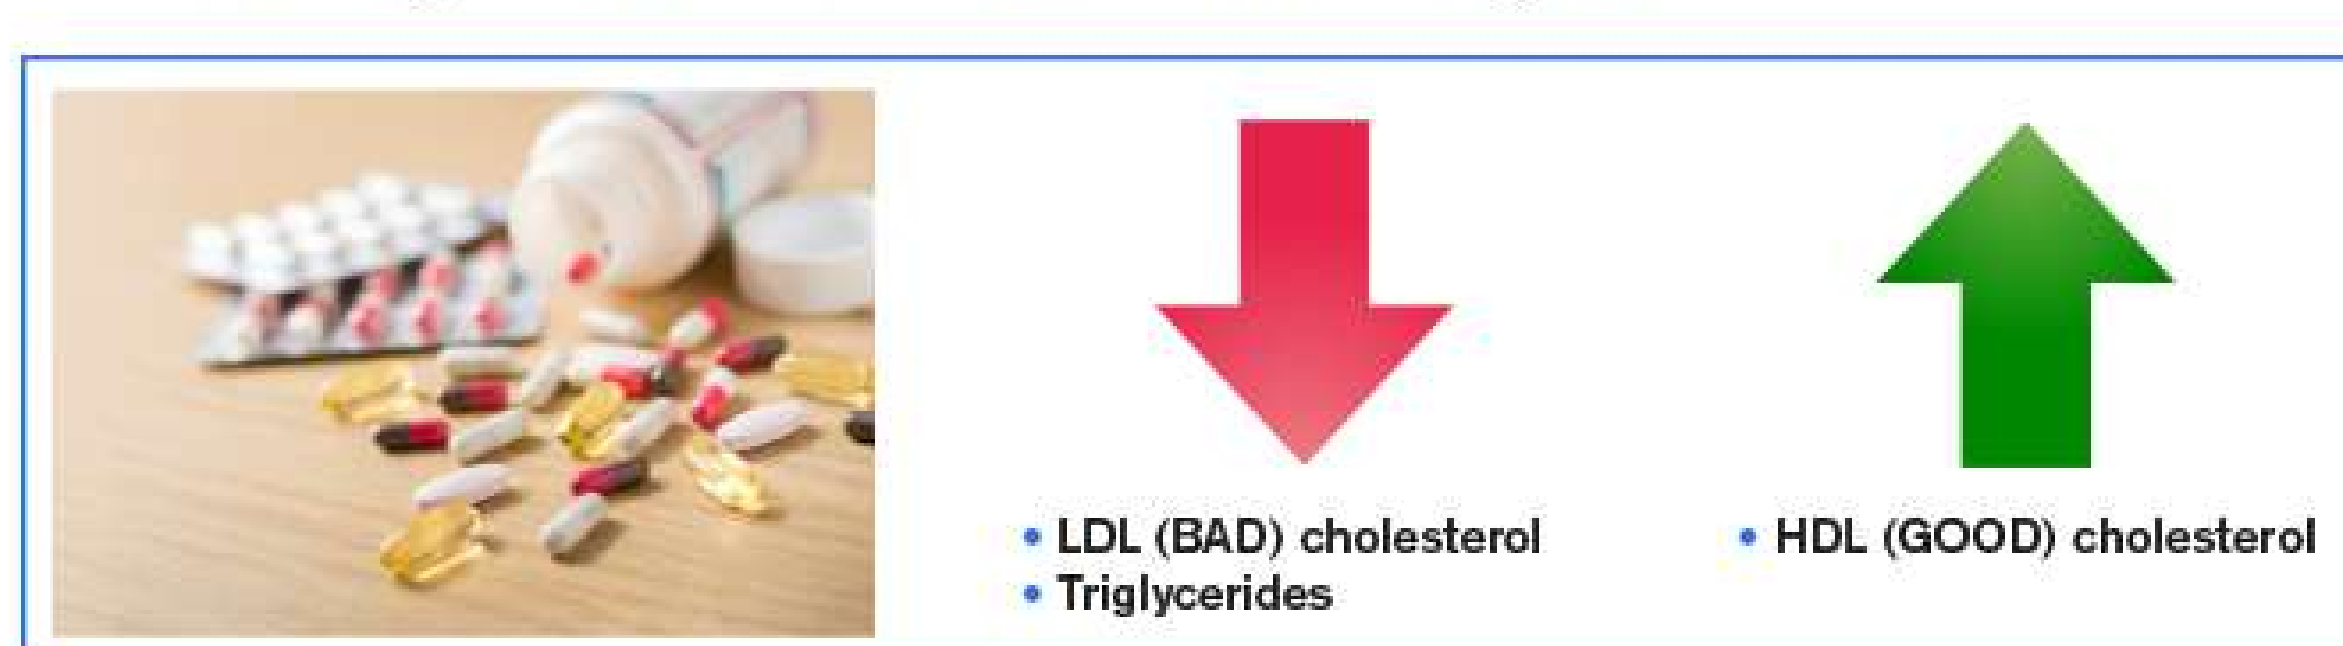 • LDL (BAD) cholesterol
• Triglycerides
• HDL (GOOD) cholesterol